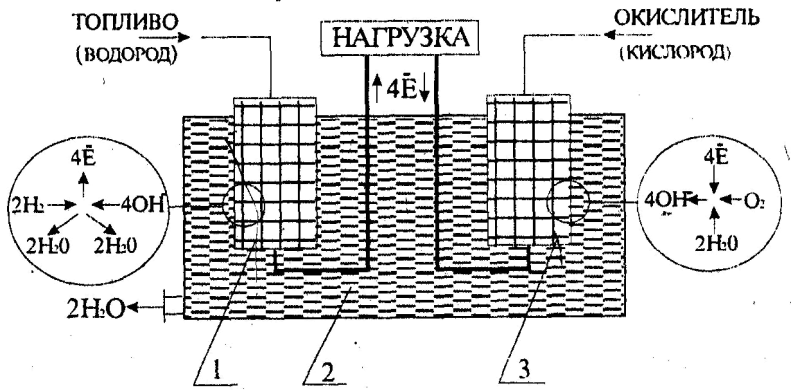 ТОПЛИВО
(ВОДОРОД)
НАГРУЗКА
ОКИСЛИТЕЛЬ
(КИСЛОРОД)
4Ē
4Ē
2H₂
4OH
2H₂0
2H₂0
4Ē
4OH⁻
O₂
2H₂0
2H₂O
1
2
3